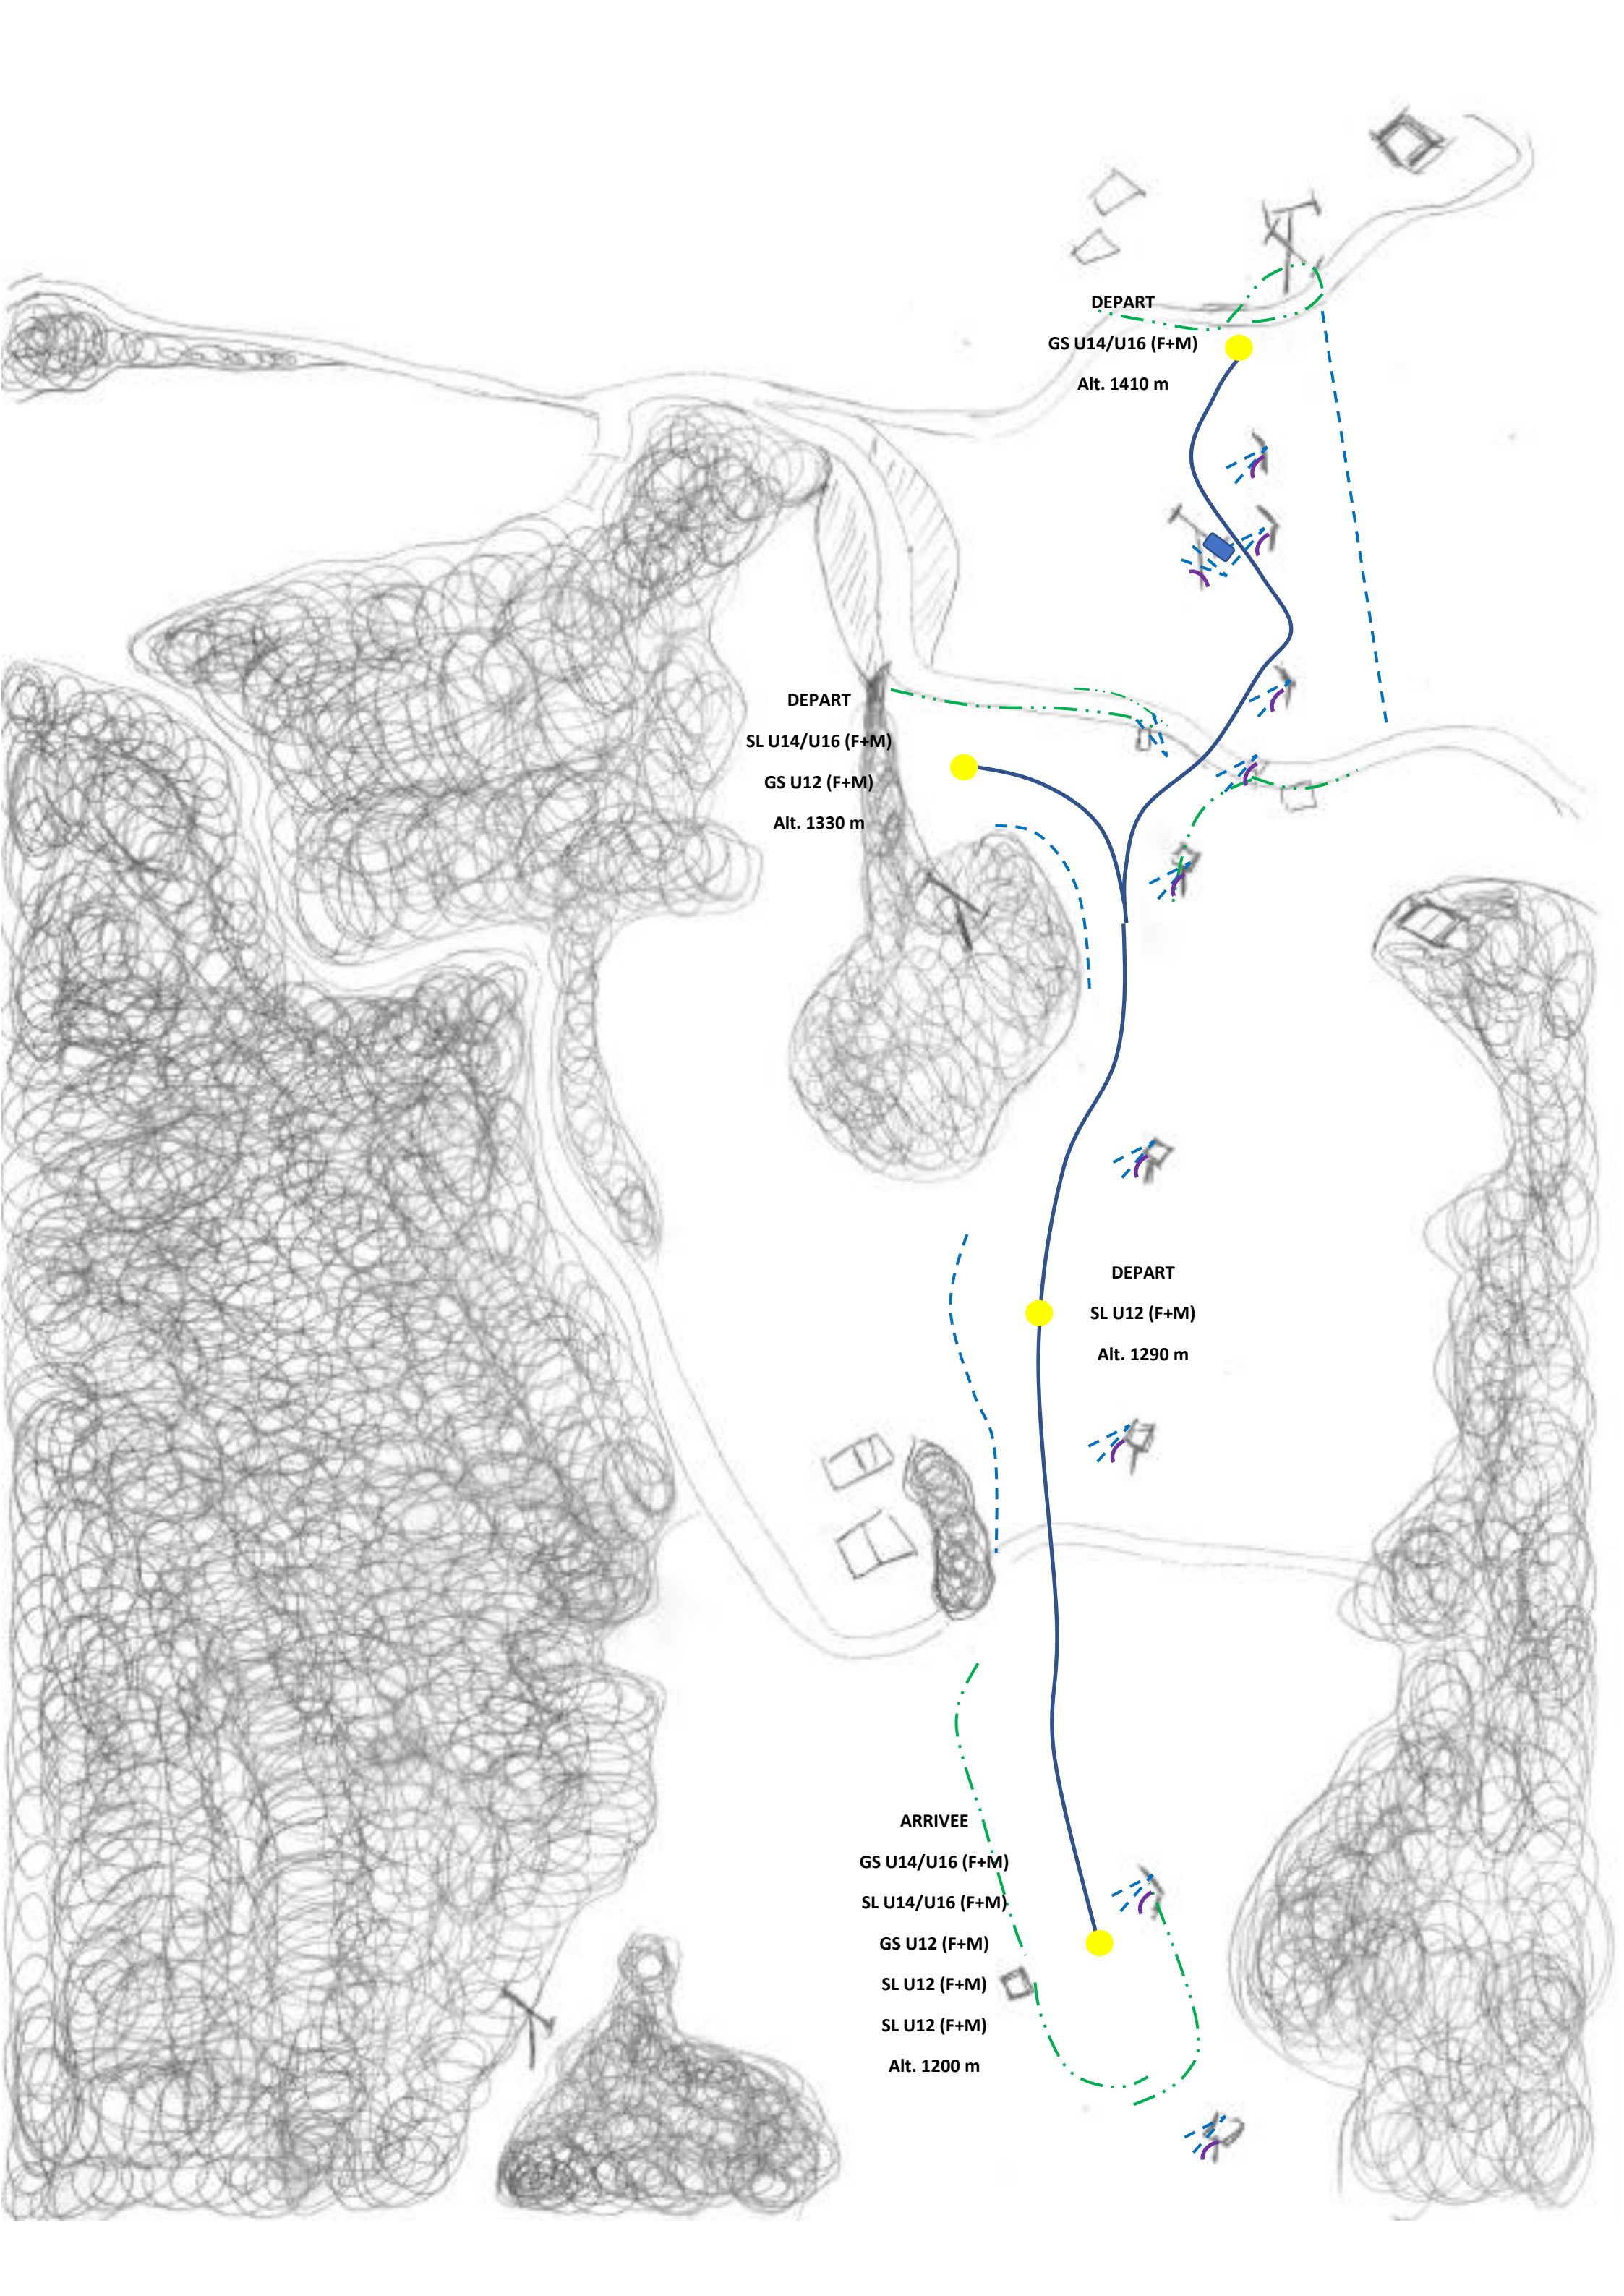 DEPART
GS U14/U16 (F+M)
Alt. 1410 m
DEPART
SL U14/U16 (F+M)
GS U12 (F+M)
Alt. 1330 m
DEPART
SL U12 (F+M)
Alt. 1290 m
ARRIVEE
GS U14/U16 (F+M)
SL U14/U16 (F+M)
GS U12 (F+M)
SL U12 (F+M)
SL U12 (F+M)
Alt. 1200 m